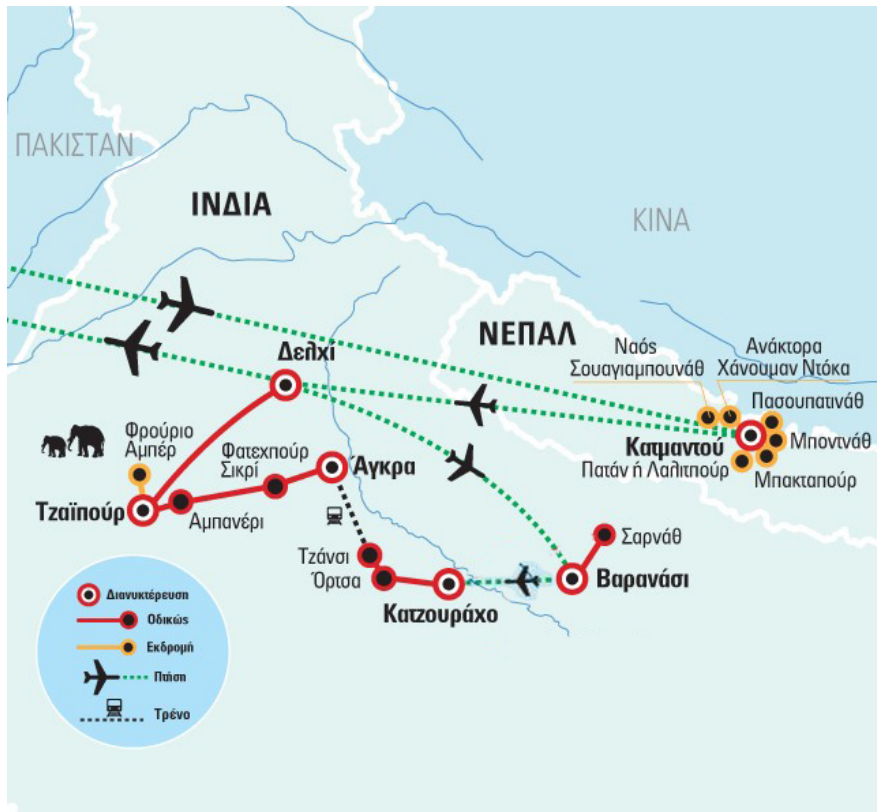 ΠΑΚΙΣΤΑΝ
ΙΝΔΙΑ
ΚΙΝΑ
ΝΕΠΑΛ
Ναός
Σουαγιαμπουνάθ
Ανάκτορα
Χάνουμαν Ντόκα
Πασουπατινάθ
Κατμαντού
Μποντνάθ
Πατάν ή Λαλιτπούρ
Μπακταπούρ
Δελχί
Φρούριο
Αμπέρ
Φατεχπούρ
Σικρί
Άγκρα
Τζαϊπούρ
Αμπανέρι
Τζάνσι
Όρτσα
Κατζουράχο
Σαρνάθ
Βαρανάσι
Διανυκτέρευση
Οδικώς
Εκδρομή
Πτήση
Τρένο